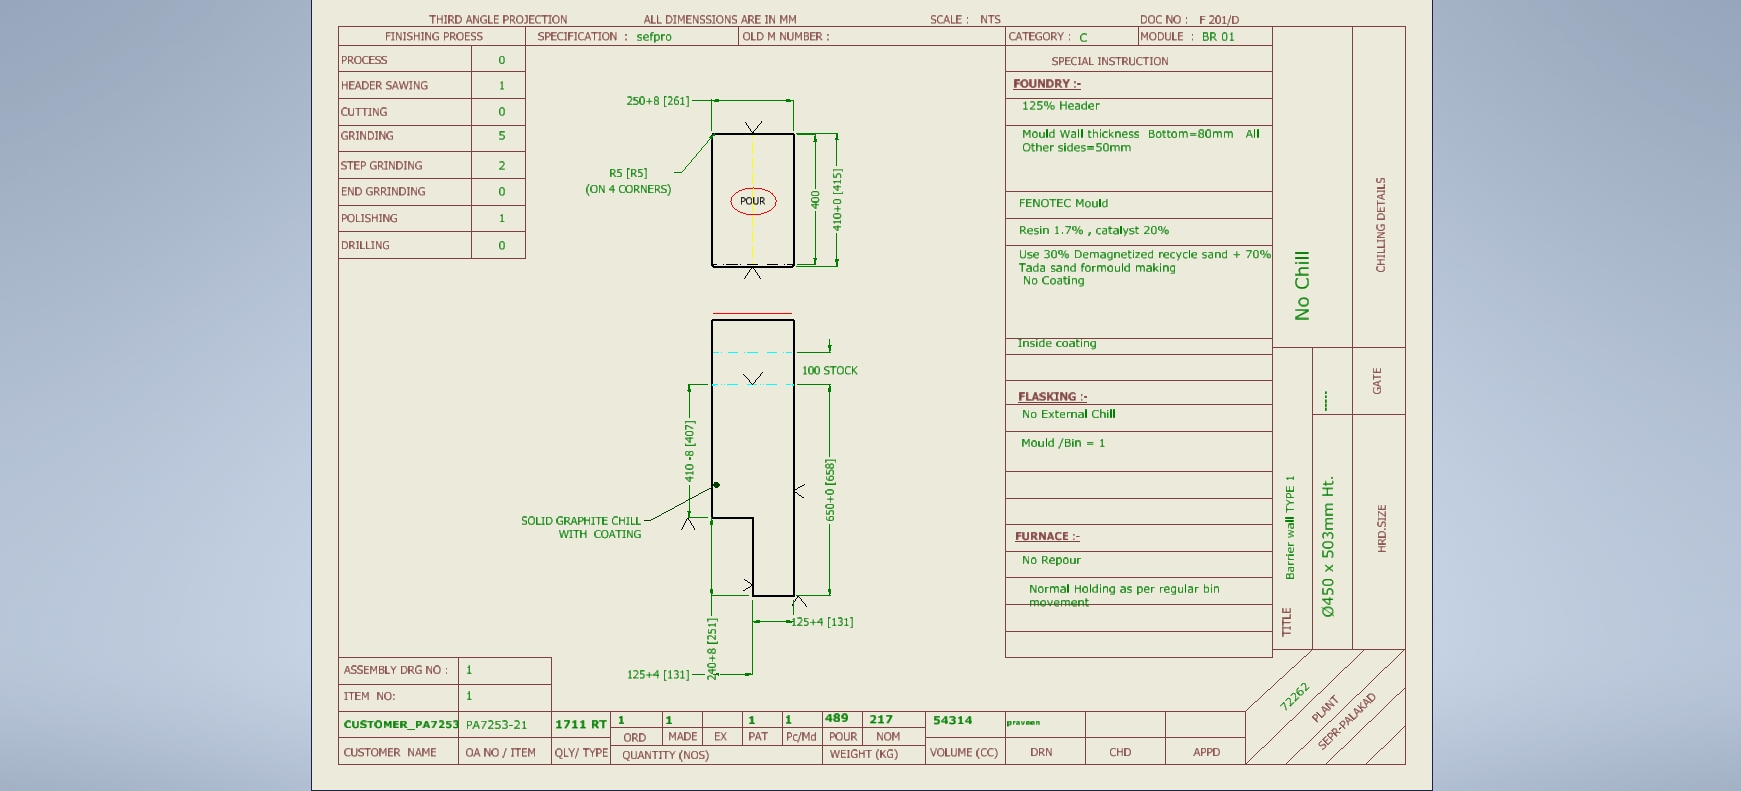 THIRD ANGLE PROJECTION ALL DIMENSSIONS ARE IN MM SCALE : NTS DOC NO : F 201/D
FINISHING PROESS SPECIFICATION : sefpro OLD M NUMBER : CATEGORY : C MODULE : BR 01
PROCESS 0
HEADER SAWING 1
CUTTING 0
GRINDING 5
STEP GRINDING 2
END GRRINDING 0
POLISHING 1
DRILLING 0
250+8 [261]
R5 [R5]
(ON 4 CORNERS)
POUR
400
410+0 [415]
100 STOCK
410 -8 [407]
650+0 [658]
SOLID GRAPHITE CHILL
WITH COATING
240+8 [251]
125+4 [131]
125+4 [131]
SPECIAL INSTRUCTION
FOUNDRY :-
125% Header
Mould Wall thickness Bottom=80mm All
Other sides=50mm
FENOTEC Mould
Resin 1.7% , catalyst 20%
Use 30% Demagnetized recycle sand + 70%
Tada sand formould making
No Coating
Inside coating
FLASKING :-
No External Chill
Mould /Bin = 1
FURNACE :-
No Repour
Normal Holding as per regular bin
movement
No Chill
CHILLING DETAILS
-----
GATE
TITLE Barrier wall TYPE 1
Ø450 x 503mm Ht.
HRD.SIZE
72262
PLANT
SEPR-PALAKAD
ASSEMBLY DRG NO : 1
ITEM NO: 1
CUSTOMER_PA7253 PA7253-21 1711 RT 1 1 1 1 489 217 54314 praveen
ORD MADE EX PAT Pc/Md POUR NOM
CUSTOMER NAME OA NO / ITEM QLY/ TYPE QUANTITY (NOS) WEIGHT (KG) VOLUME (CC) DRN CHD APPD